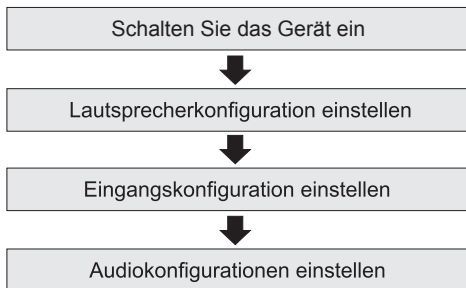 Schalten Sie das Gerät ein
Lautsprecherkonfiguration einstellen
Eingangskonfiguration einstellen
Audiokonfigurationen einstellen